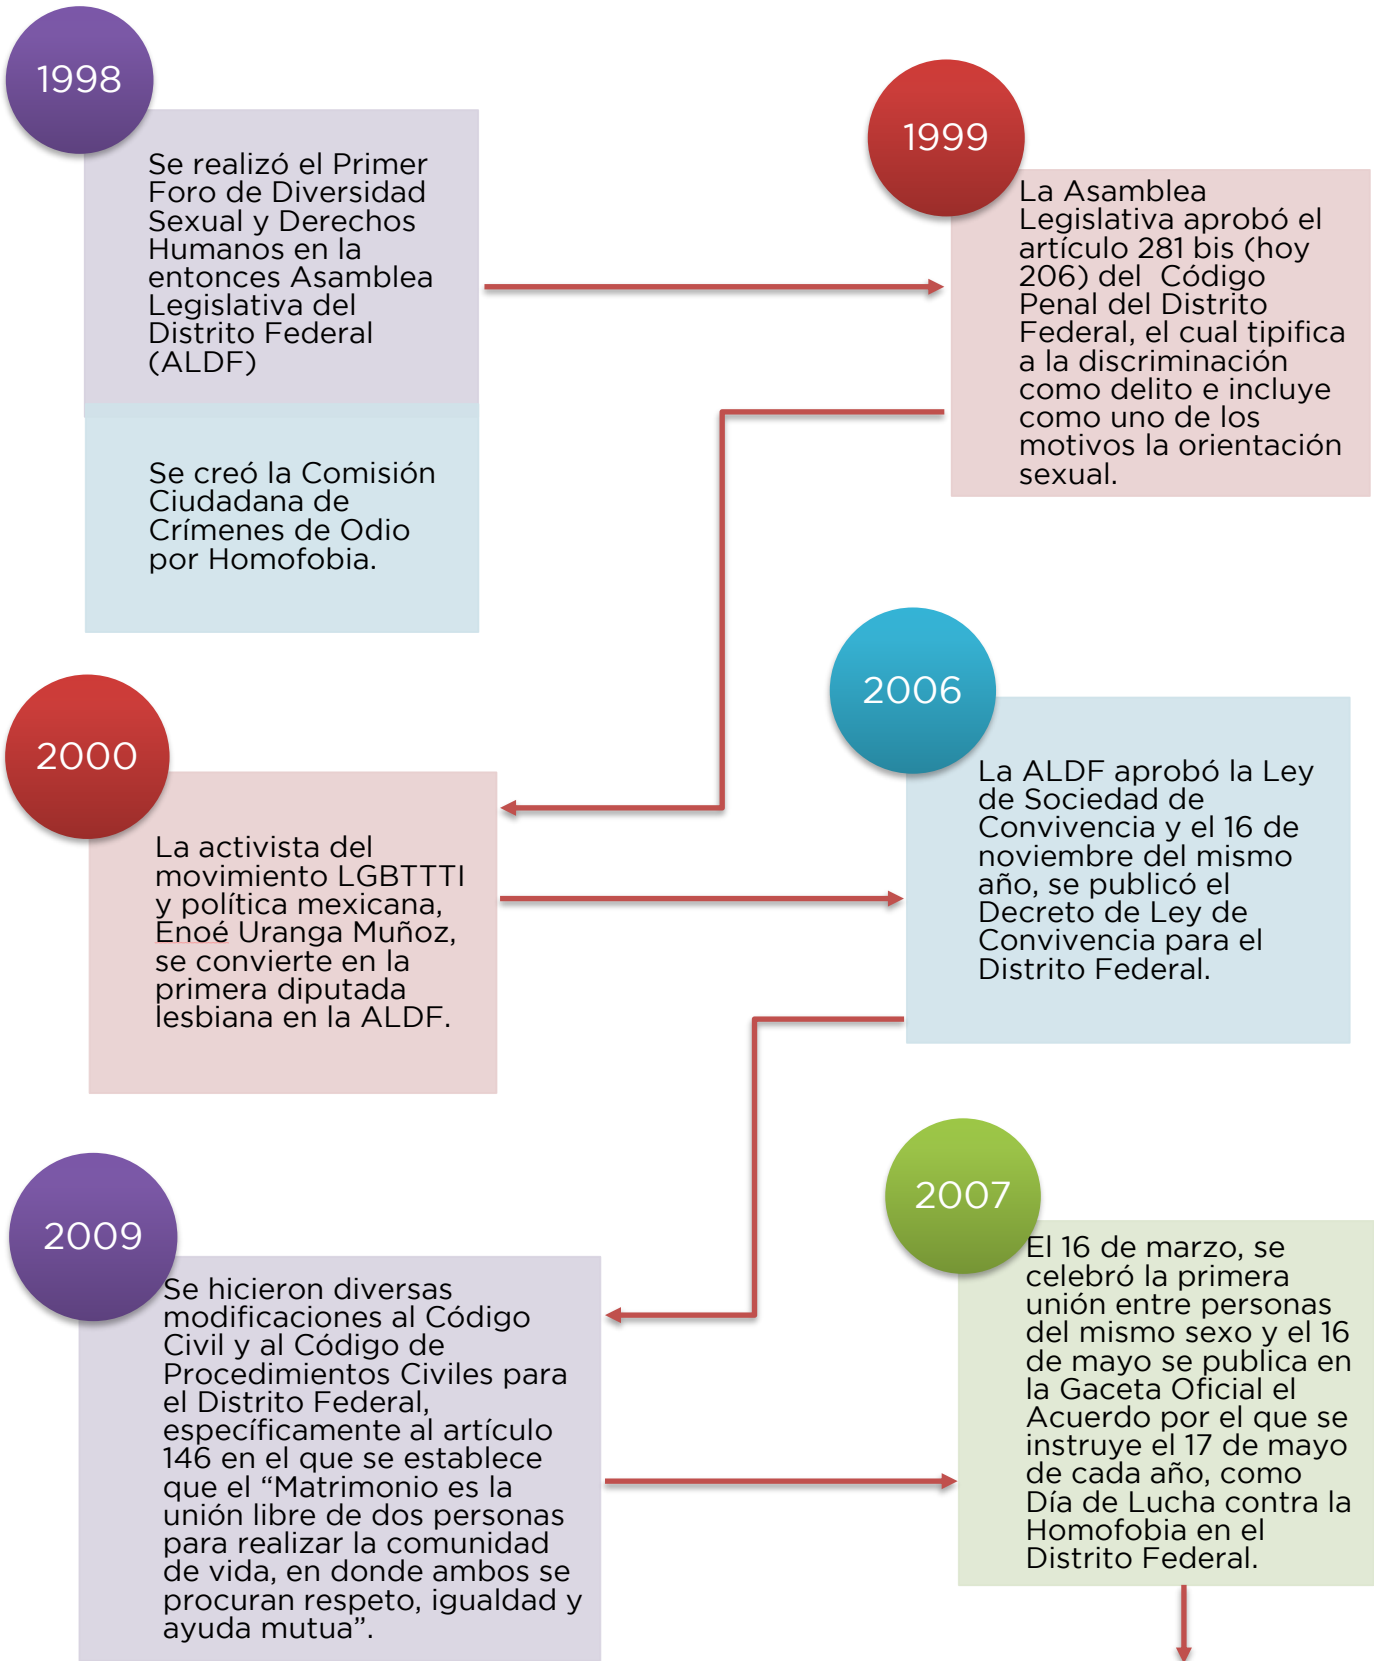 1998
Se realizó el Primer
Foro de Diversidad
Sexual y Derechos
Humanos en la
entonces Asamblea
Legislativa del
Distrito Federal
(ALDF)
Se creó la Comisión
Ciudadana de
Crímenes de Odio
por Homofobia.
1999
La Asamblea
Legislativa aprobó el
artículo 281 bis (hoy
206) del Código
Penal del Distrito
Federal, el cual tipifica
a la discriminación
como delito e incluye
como uno de los
motivos la orientación
sexual.
2000
La activista del
movimiento LGBTTTI
y política mexicana,
Enoé Uranga Muñoz,
se convierte en la
primera diputada
lesbiana en la ALDF.
2006
La ALDF aprobó la Ley
de Sociedad de
Convivencia y el 16 de
noviembre del mismo
año, se publicó el
Decreto de Ley de
Convivencia para el
Distrito Federal.
2009
Se hicieron diversas
modificaciones al Código
Civil y al Código de
Procedimientos Civiles para
el Distrito Federal,
específicamente al artículo
146 en el que se establece
que el “Matrimonio es la
unión libre de dos personas
para realizar la comunidad
de vida, en donde ambos se
procuran respeto, igualdad y
ayuda mutua”.
2007
El 16 de marzo, se
celebró la primera
unión entre personas
del mismo sexo y el 16
de mayo se publica en
la Gaceta Oficial el
Acuerdo por el que se
instruye el 17 de mayo
de cada año, como
Día de Lucha contra la
Homofobia en el
Distrito Federal.